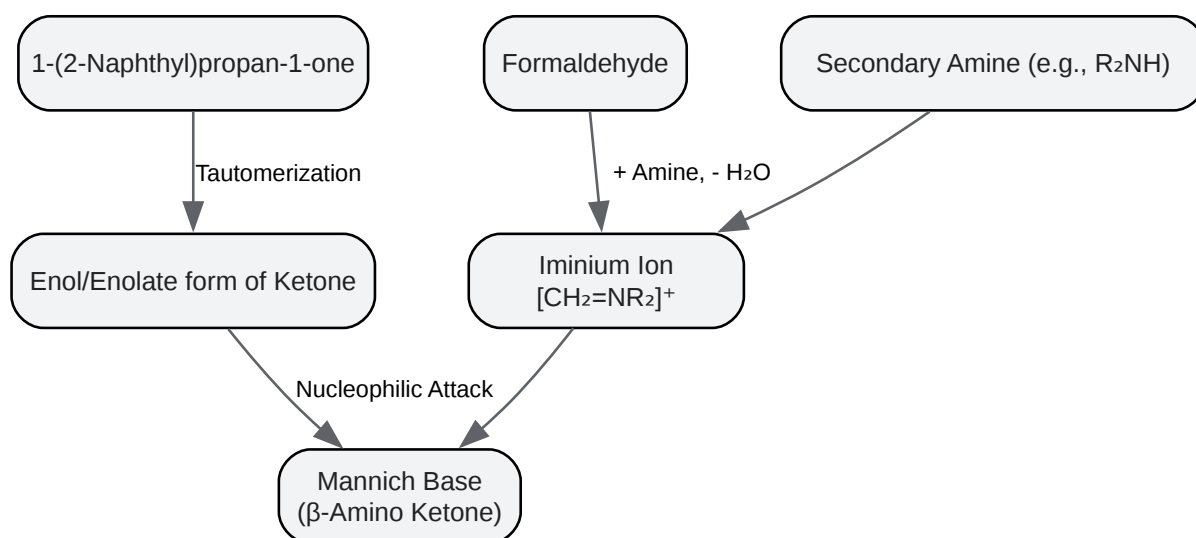 1-(2-Naphthyl)propan-1-one
Formaldehyde
Secondary Amine (e.g., R₂NH)
Tautomerization
+ Amine, - H₂O
Enol/Enolate form of Ketone
Iminium Ion
[CH₂=NR₂]⁺
Nucleophilic Attack
Mannich Base
(β-Amino Ketone)